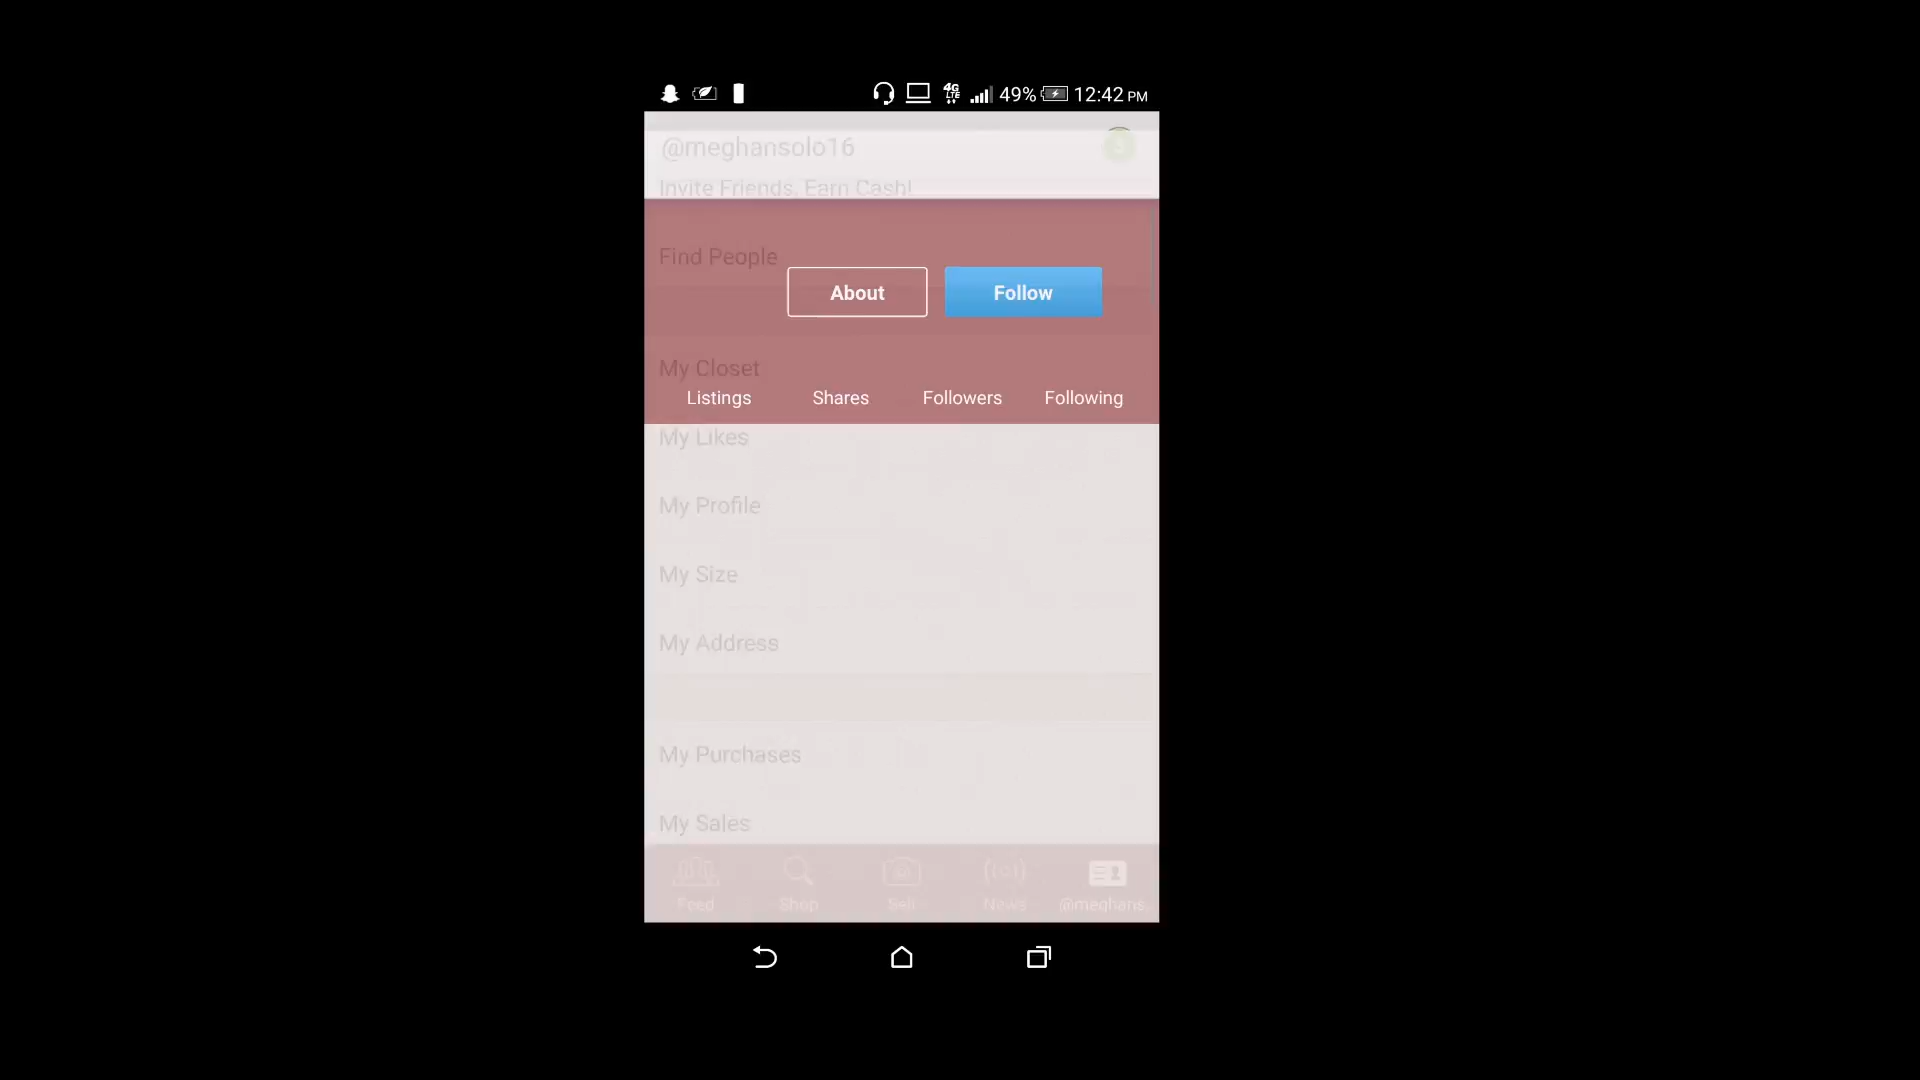 49% 12:42 PM
@meghansolo16
Invite Friends, Earn Cash!
Find People
About Follow
My Closet
Listings Shares Followers Following
My Likes
My Profile
My Size
My Address
My Purchases
My Sales
Feed Shop Sell News @meghans...